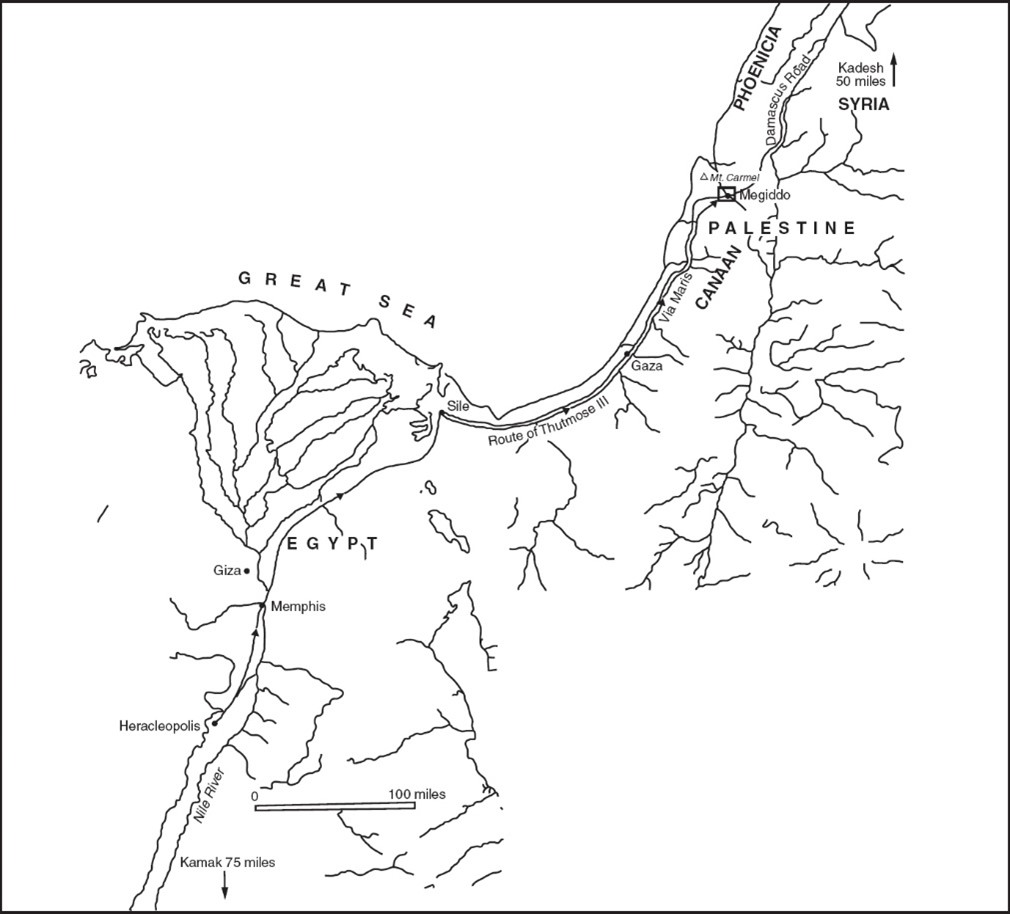 PHOENICIA
Damascus Road
Kadesh
50 miles
SYRIA
Mt. Carmel
Megiddo
PALESTINE
CANAAN
Via Maris
GREAT SEA
Gaza
Sile
Route of Thutmose III
EGYPT
Giza
Memphis
Heracleopolis
Nile River
0
100 miles
Kamak 75 miles